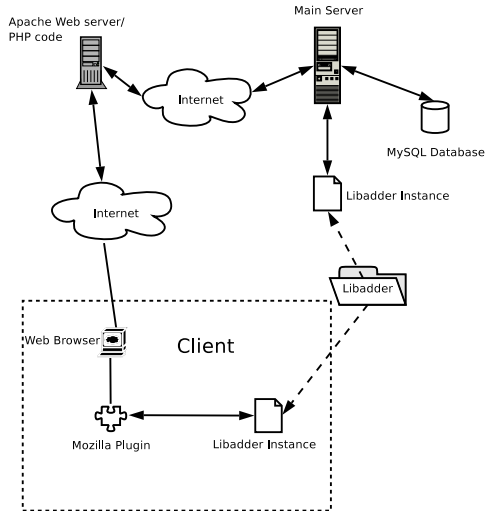 Main Server
Apache Web server/
PHP code
Internet
MySQL Database
Libadder Instance
Internet
Libadder
Web Browser
Client
Mozilla Plugin
Libadder Instance